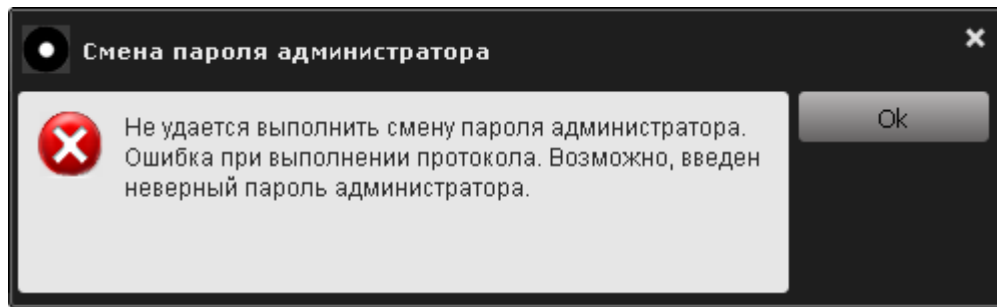 Смена пароля администратора
Не удается выполнить смену пароля администратора.
Ошибка при выполнении протокола. Возможно, введен
неверный пароль администратора.
Ok